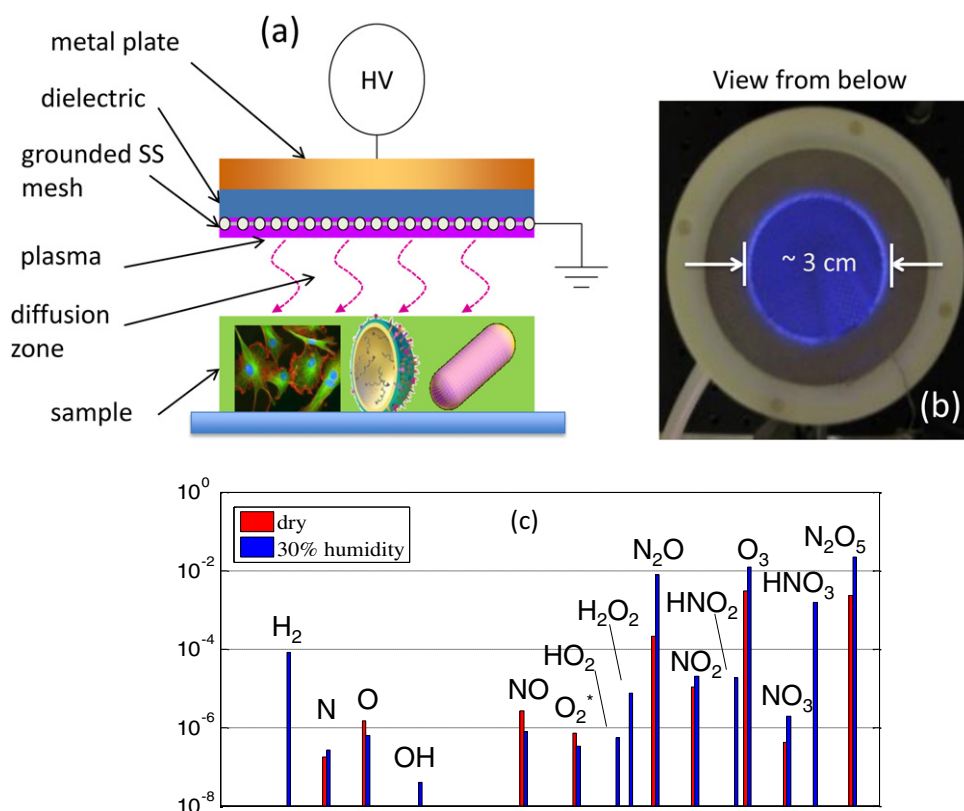 (a)
metal plate
HV
dielectric
grounded SS
mesh
plasma
diffusion
zone
sample
View from below
~ 3 cm
(b)
(c)
10⁰
10⁻²
10⁻⁴
10⁻⁶
10⁻⁸
dry
30% humidity
H₂
N
O
OH
NO
O₂*
HO₂
H₂O₂
N₂O
NO₂
HNO₂
O₃
NO₃
HNO₃
N₂O₅